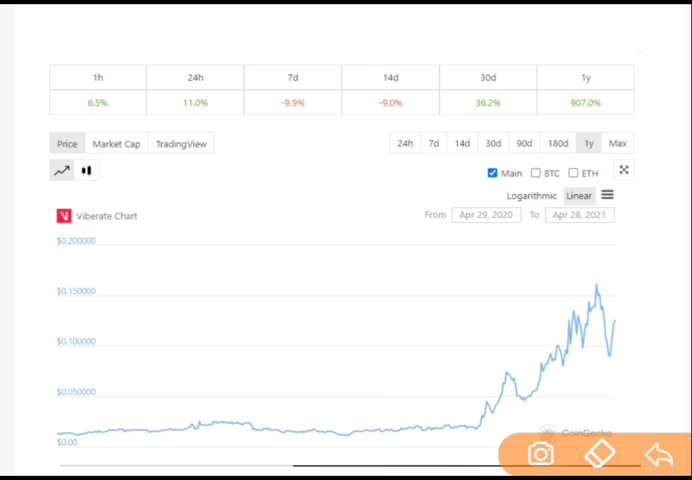 1h 24h 7d 14d 30d 1y
6.5% 11.0% -9.9% -9.0% 36.2% 907.0%
Price Market Cap TradingView 24h 7d 14d 30d 90d 180d 1y Max
Main BTC ETH
Logarithmic Linear
Viberate Chart From Apr 29, 2020 To Apr 28, 2021
$0.200000
$0.150000
$0.100000
$0.050000
CoinGecko
$0.00